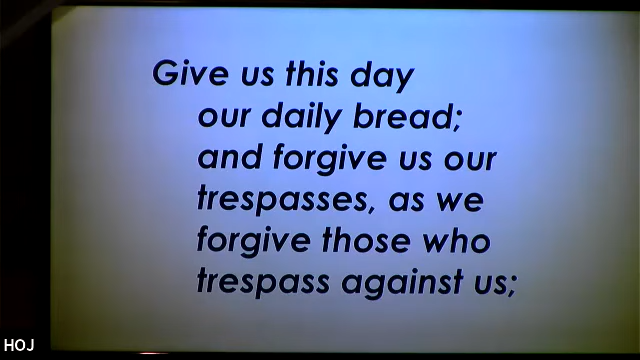 Give us this day
our daily bread;
and forgive us our
trespasses, as we
forgive those who
trespass against us;
HOJ